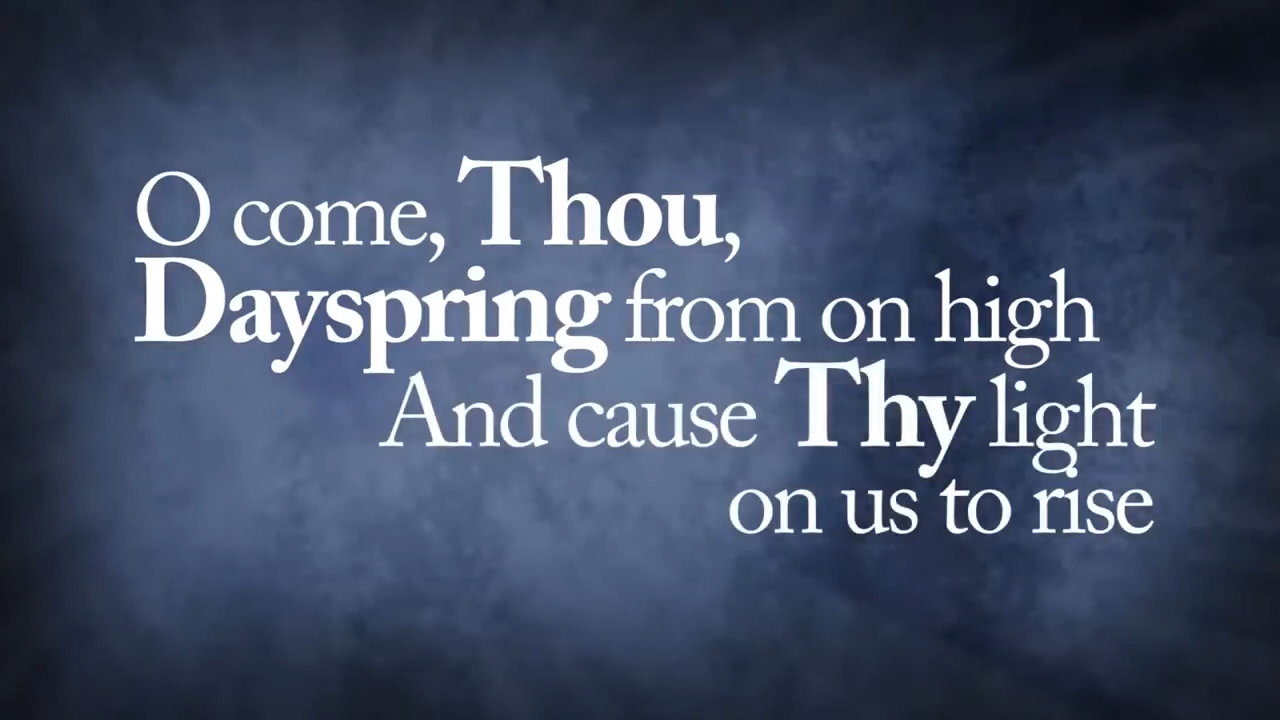 O come, Thou,
Dayspring from on high
And cause Thy light
on us to rise